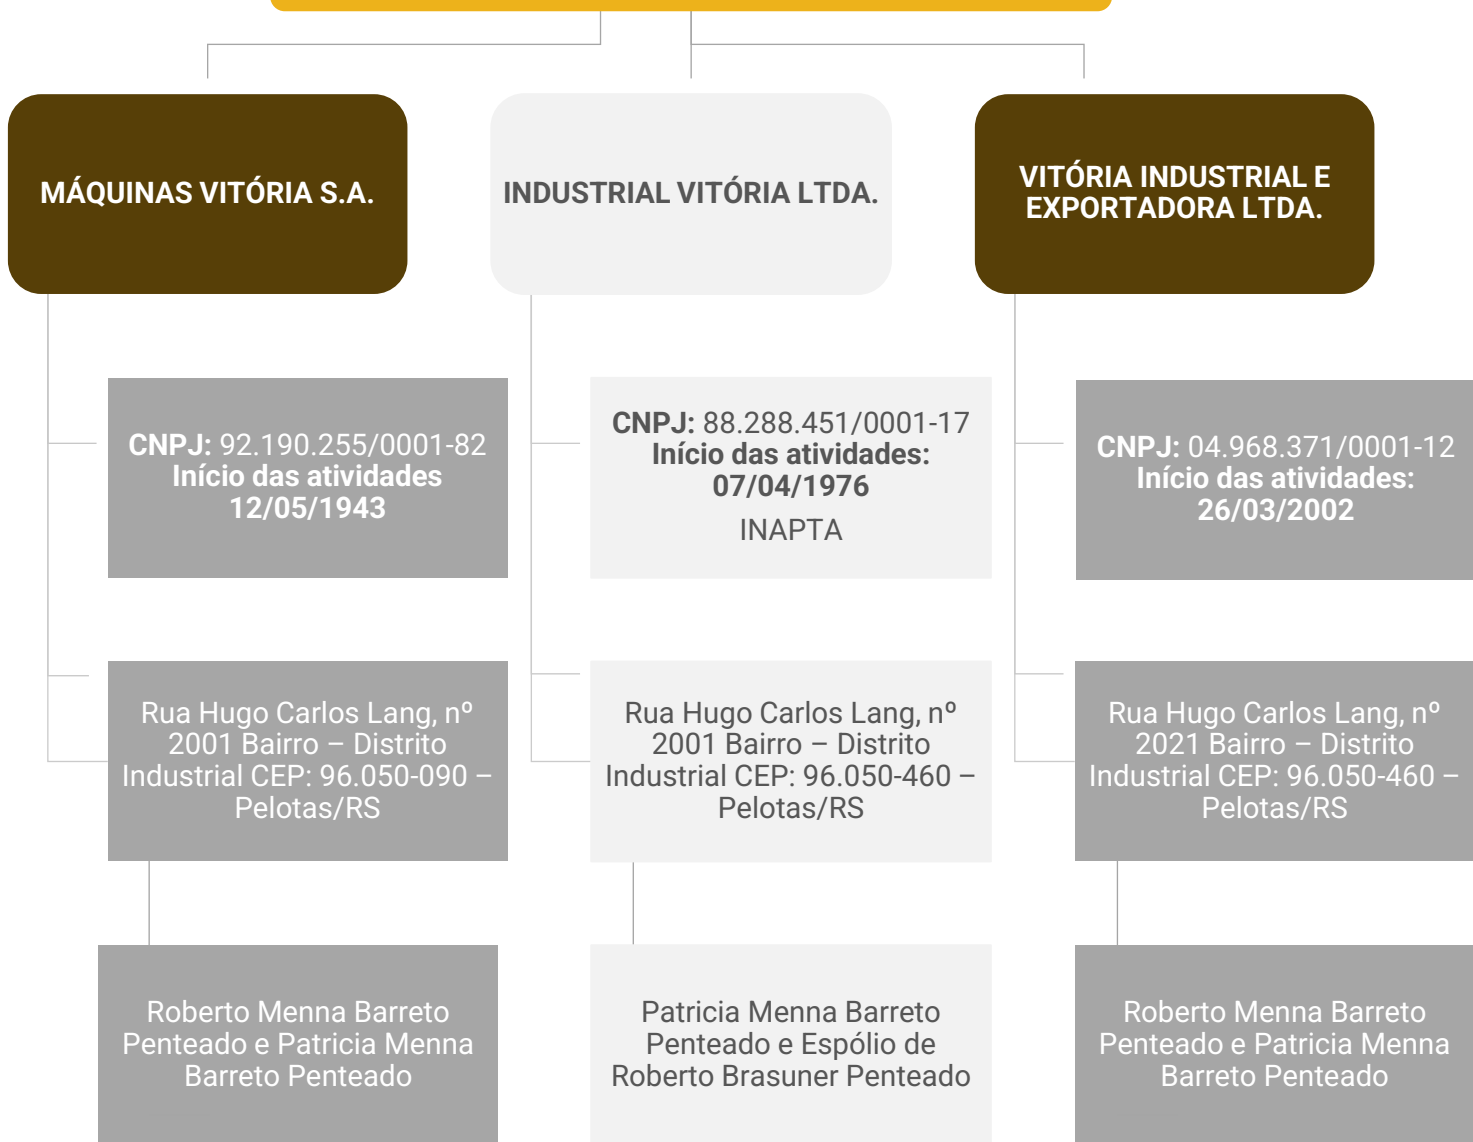 MÁQUINAS VITÓRIA S.A.
INDUSTRIAL VITÓRIA LTDA.
VITÓRIA INDUSTRIAL E
EXPORTADORA LTDA.
CNPJ: 92.190.255/0001-82
Início das atividades
12/05/1943
CNPJ: 88.288.451/0001-17
Início das atividades:
07/04/1976
INAPTA
CNPJ: 04.968.371/0001-12
Início das atividades:
26/03/2002
Rua Hugo Carlos Lang, nº
2001 Bairro – Distrito
Industrial CEP: 96.050-090 –
Pelotas/RS
Rua Hugo Carlos Lang, nº
2001 Bairro – Distrito
Industrial CEP: 96.050-460 –
Pelotas/RS
Rua Hugo Carlos Lang, nº
2021 Bairro – Distrito
Industrial CEP: 96.050-460 –
Pelotas/RS
Roberto Menna Barreto
Penteado e Patricia Menna
Barreto Penteado
Patricia Menna Barreto
Penteado e Espólio de
Roberto Brasuner Penteado
Roberto Menna Barreto
Penteado e Patricia Menna
Barreto Penteado